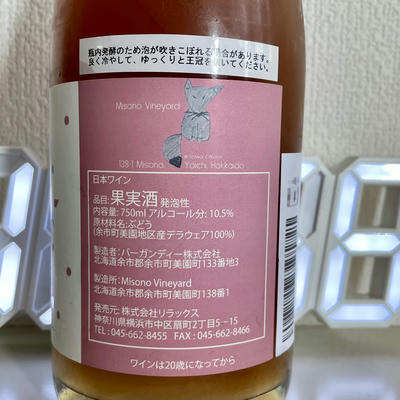 瓶内発酵のため泡が吹きこぼれる場合があります。
良く冷やして、ゆっくりと王冠を抜いてください。
Misono Vineyard
138-1 Misono, Yoichi, Hokkaido
日本ワイン
品目: 果実酒 発泡性
内容量: 750ml アルコール分: 10.5%
原材料名:ぶどう
(余市町美園地区産デラウェア100%)
製造者: バーガンディー株式会社
北海道余市郡余市町美園町133番地3
製造所: Misono Vineyard
北海道余市郡余市町美園町138番1
発売元: 株式会社リラックス
神奈川県横浜市中区扇町2丁目5−15
TEL : 045-662-8455 FAX : 045-662-8466
ワインは20歳になってから